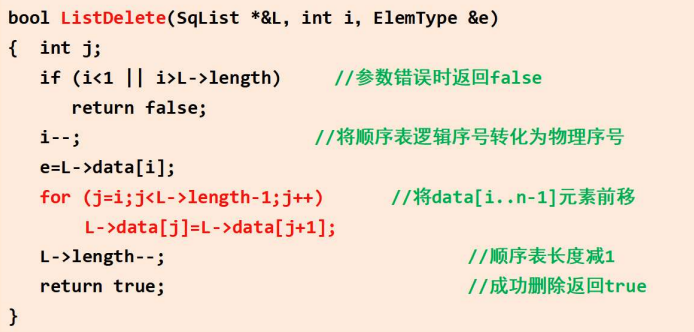 bool ListDelete(SqList *&L, int i, ElemType &e)
{ int j;
if (i<1 || i>L->length) //参数错误时返回false
return false;
i--; //将顺序表逻辑序号转化为物理序号
e=L->data[i];
for (j=i;j<L->length-1;j++) //将data[i..n-1]元素前移
L->data[j]=L->data[j+1];
L->length--; //顺序表长度减1
return true; //成功删除返回true
}